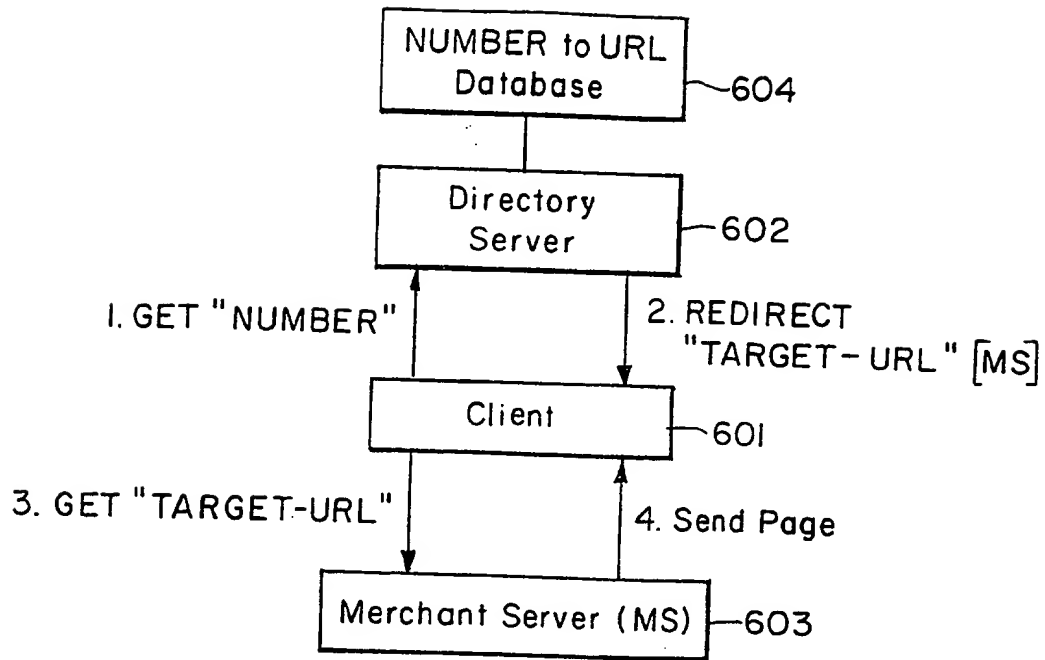 NUMBER to URL
Database
604
Directory
Server
602
1. GET "NUMBER"
2. REDIRECT
"TARGET-URL" [MS]
Client
601
3. GET "TARGET-URL"
4. Send Page
Merchant Server (MS)
603